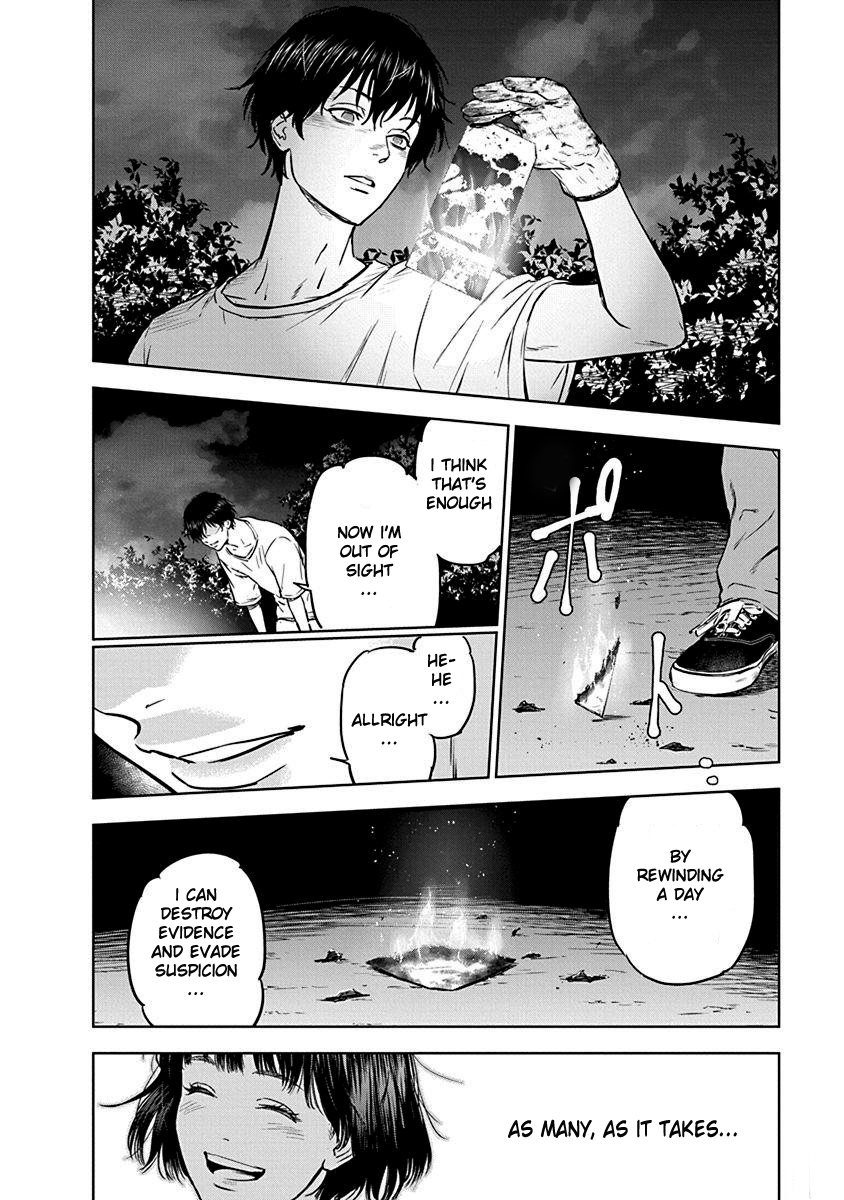 ポ
ト
I THINK
THAT'S
ENOUGH
NOW I'M
OUT OF
SIGHT
...
HE-
HE
...
ALLRIGHT
...
BY
REWINDING
A DAY
...
I CAN
DESTROY
EVIDENCE
AND EVADE
SUSPICION
...
AS MANY, AS IT TAKES...